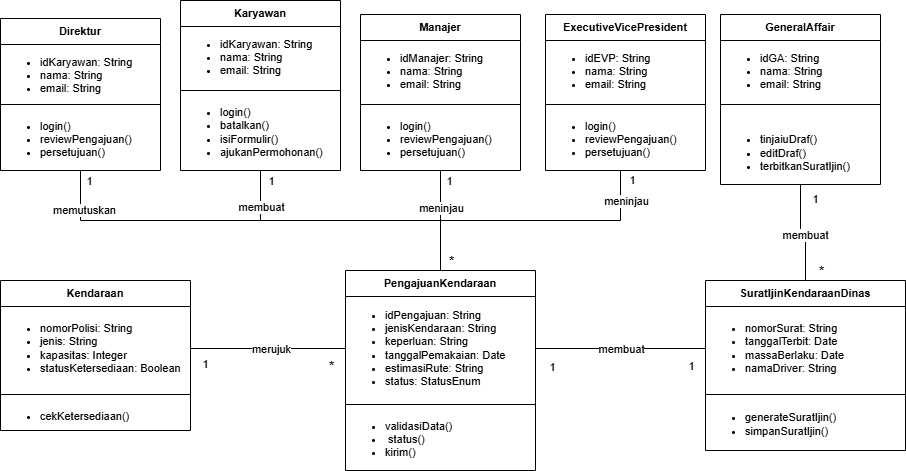 Direktur
idKaryawan: String
nama: String
email: String
login()
reviewPengajuan()
persetujuan()
Karyawan
idKaryawan: String
nama: String
email: String
login()
batalkan()
isiFormulir()
ajukanPermohonan()
Manajer
idManajer: String
nama: String
email: String
login()
reviewPengajuan()
persetujuan()
ExecutiveVicePresident
idEVP: String
nama: String
email: String
login()
reviewPengajuan()
persetujuan()
GeneralAffair
idGA: String
nama: String
email: String
tinjaiuDraf()
editDraf()
terbitkanSuratIjin()
1
1
1
1
1
memutuskan
membuat
meninjau
meninjau
membuat
*
*
Kendaraan
nomorPolisi: String
jenis: String
kapasitas: Integer
statusKetersediaan: Boolean
cekKetersediaan()
merujuk
1
*
PengajuanKendaraan
idPengajuan: String
jenisKendaraan: String
keperluan: String
tanggalPemakaian: Date
estimasiRute: String
status: StatusEnum
validasiData()
status()
kirim()
membuat
1
1
SuratIjinKendaraanDinas
nomorSurat: String
tanggalTerbit: Date
massaBerlaku: Date
namaDriver: String
generateSuratIjin()
simpanSuratIjin()